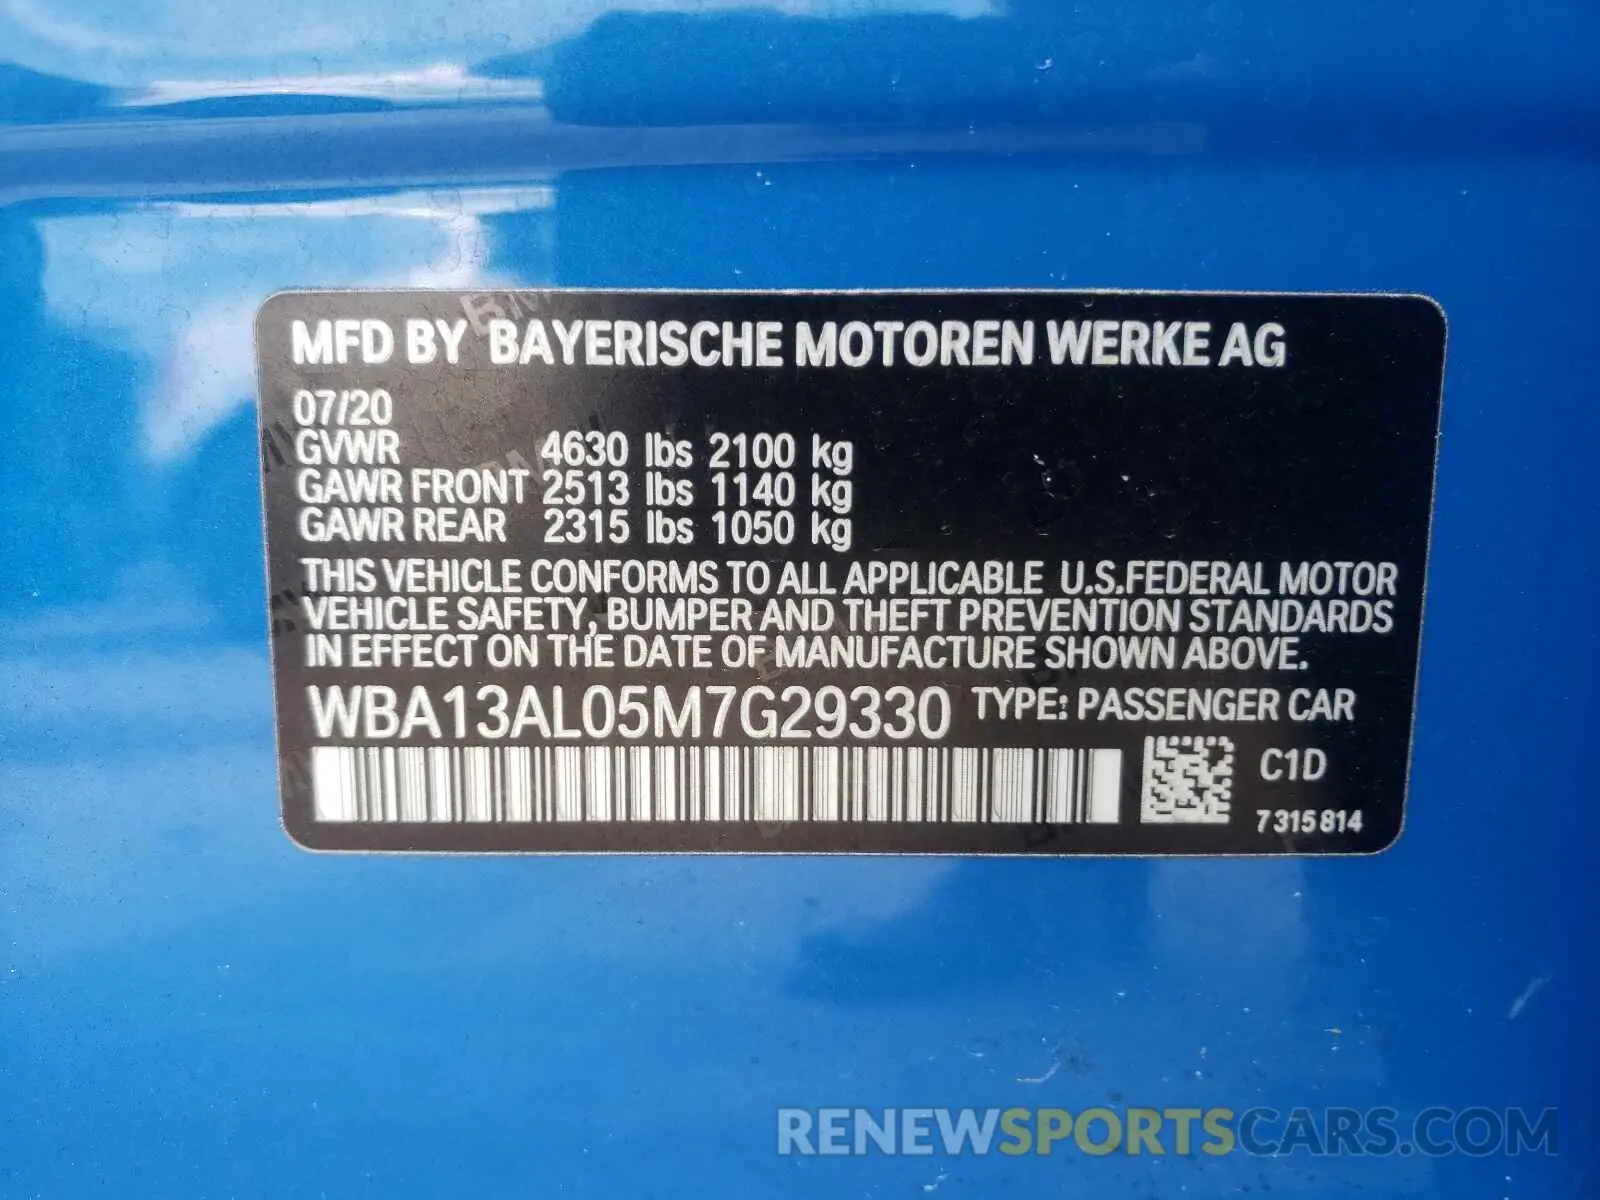 MFD BY BAYERISCHE MOTOREN WERKE AG
07/20
GVWR 4630 lbs 2100 kg
GAWR FRONT 2513 lbs 1140 kg
GAWR REAR 2315 lbs 1050 kg
THIS VEHICLE CONFORMS TO ALL APPLICABLE U.S.FEDERAL MOTOR
VEHICLE SAFETY, BUMPER AND THEFT PREVENTION STANDARDS
IN EFFECT ON THE DATE OF MANUFACTURE SHOWN ABOVE.
WBA13AL05M7G29330 TYPE: PASSENGER CAR
C1D
7315814
RENEWSPORTSCARS.COM